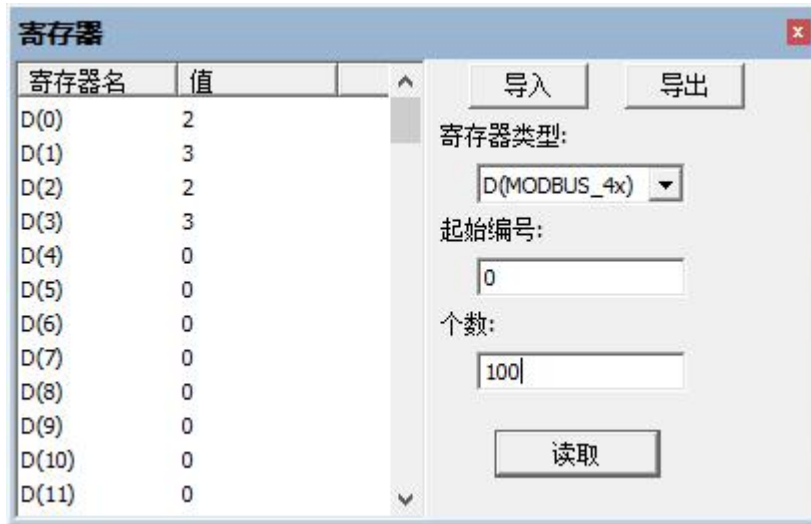 寄存器
寄存器名 值
D(0) 2
D(1) 3
D(2) 2
D(3) 3
D(4) 0
D(5) 0
D(6) 0
D(7) 0
D(8) 0
D(9) 0
D(10) 0
D(11) 0
导入 导出
寄存器类型:
D(MODBUS_4x)
起始编号:
0
个数:
100
读取